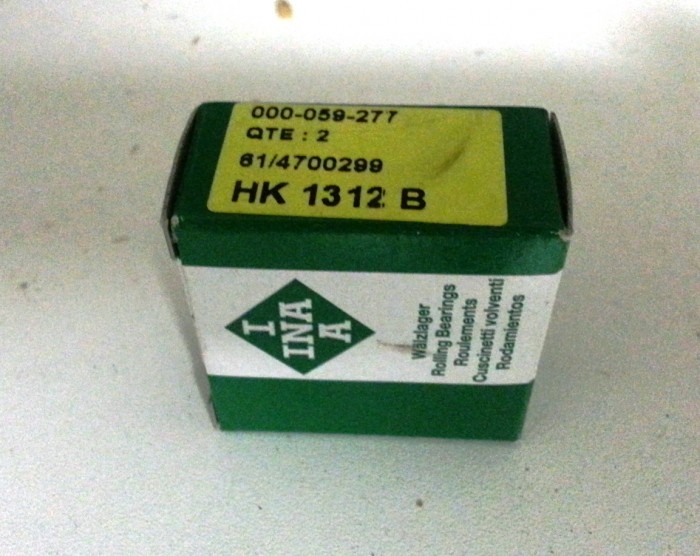 000-059-277
QTE : 2
61/4700299
HK 1312 B
I
INA
A
Wälzlager
Rolling Bearings
Roulements
Cuscinetti volventi
Rodamientos